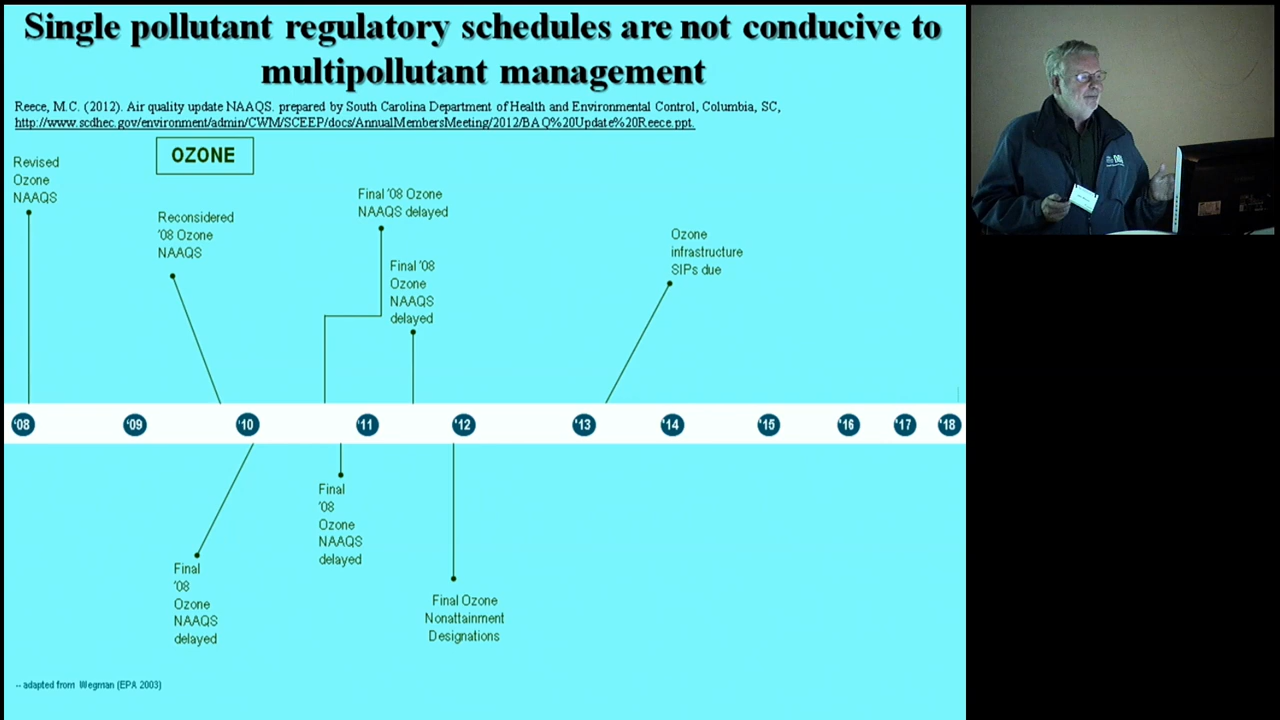 Single pollutant regulatory schedules are not conducive to
multipollutant management
Reece, M.C. (2012). Air quality update NAAQS. prepared by South Carolina Department of Health and Environmental Control, Columbia, SC,
http://www.scdhec.gov/environment/admin/CWM/SCEEP/docs/AnnualMembersMeeting/2012/BAQ%20Update%20Reece.ppt.
OZONE
Revised
Ozone
NAAQS
Reconsidered
'08 Ozone
NAAQS
Final '08 Ozone
NAAQS delayed
Final '08
Ozone
NAAQS
delayed
Ozone
infrastructure
SIPs due
'08
'09
'10
'11
'12
'13
'14
'15
'16
'17
'18
Final
'08
Ozone
NAAQS
delayed
Final
'08
Ozone
NAAQS
delayed
Final Ozone
Nonattainment
Designations
-- adapted from Wegman (EPA 2003)